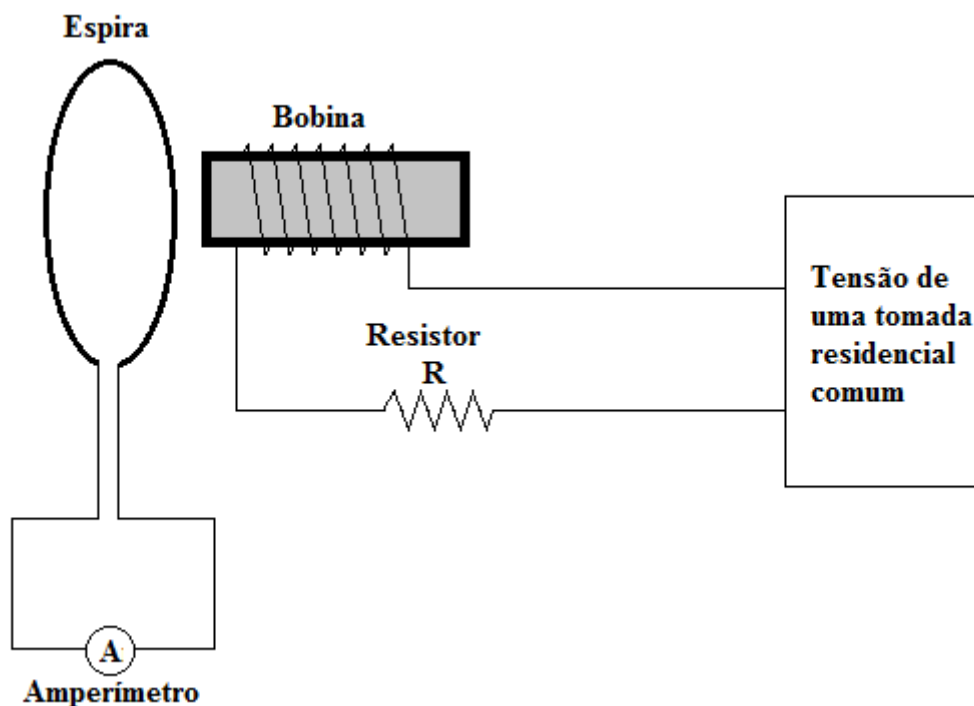 Espira
Bobina
Tensão de
uma tomada
residencial
comum
Resistor
R
A
Amperímetro